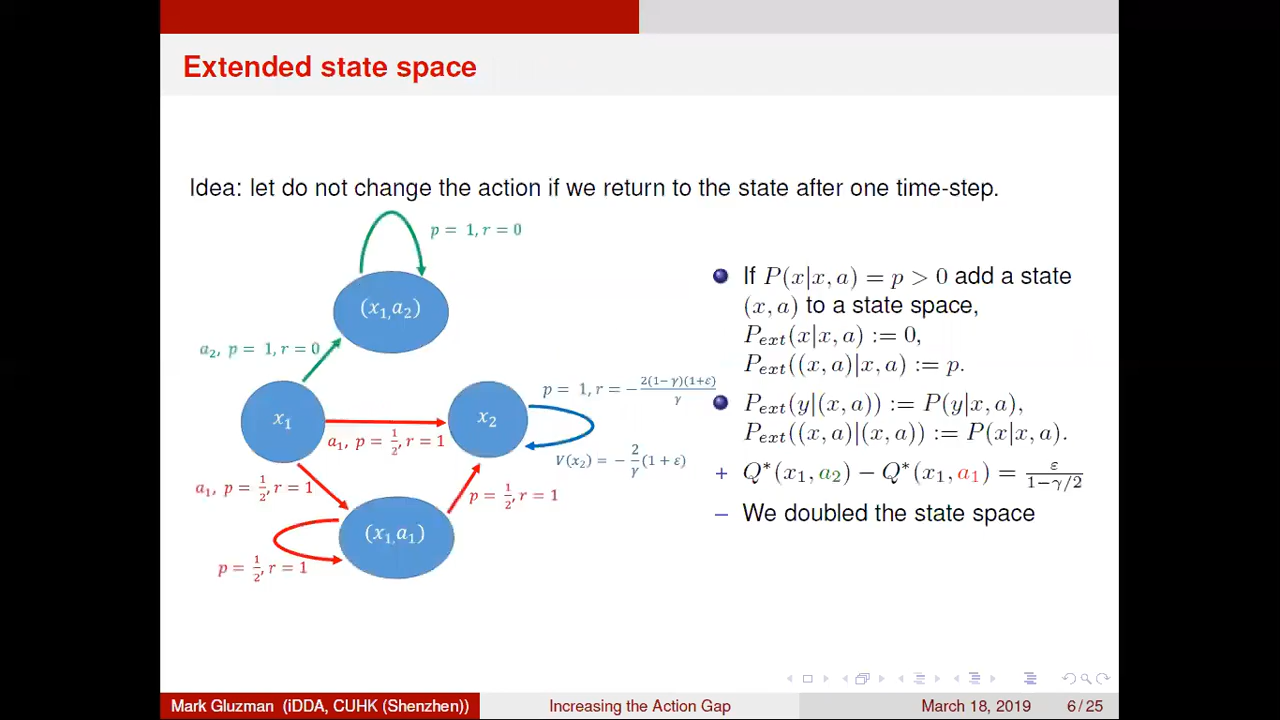 Extended state space
Idea: let do not change the action if we return to the state after one time-step.
p = 1, r = 0
(x₁,a₂)
a₂, p = 1, r = 0
x₁
x₂
a₁, p = 1/2, r = 1
p = 1, r = −2(1−γ)(1+ε)/γ
V(x₂) = −2/γ(1 + ε)
a₁, p = 1/2, r = 1
(x₁,a₁)
p = 1/2, r = 1
p = 1/2, r = 1
If P(x|x, a) = p > 0 add a state
(x, a) to a state space,
Pₑₓₜ(x|x, a) := 0,
Pₑₓₜ((x, a)|x, a) := p.
Pₑₓₜ(y|(x, a)) := P(y|x, a),
Pₑₓₜ((x, a)|(x, a)) := P(x|x, a).
+ Q*(x₁, a₂) − Q*(x₁, a₁) = ε/(1−γ/2)
− We doubled the state space
Mark Gluzman (iDDA, CUHK (Shenzhen))
Increasing the Action Gap
March 18, 2019
6 / 25